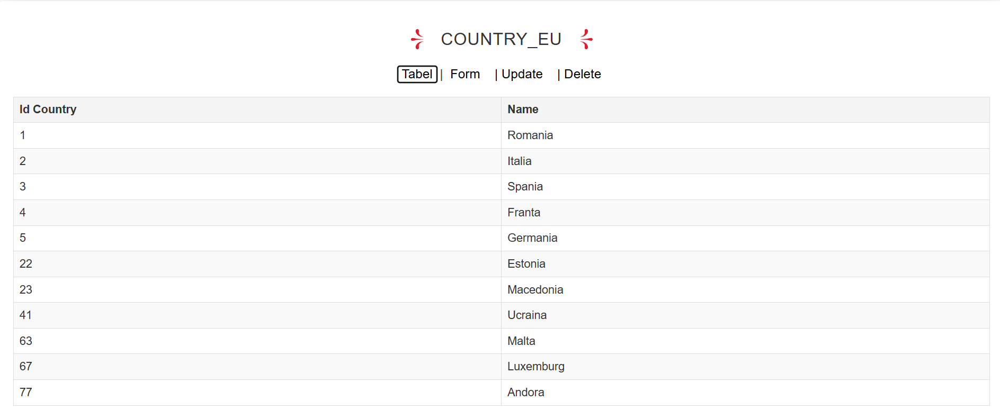 COUNTRY_EU
Tabel | Form | Update | Delete
Id Country Name
1 Romania
2 Italia
3 Spania
4 Franta
5 Germania
22 Estonia
23 Macedonia
41 Ucraina
63 Malta
67 Luxemburg
77 Andora